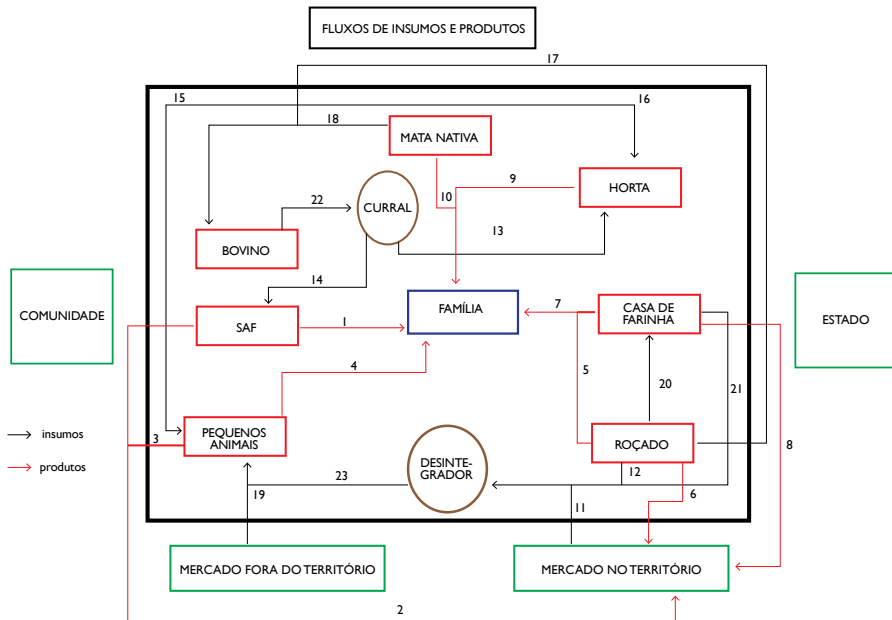 FLUXOS DE INSUMOS E PRODUTOS
17
15
16
18
MATA NATIVA
9
10
HORTA
22
CURRAL
13
BOVINO
14
COMUNIDADE
FAMÍLIA
7
CASA DE
FARINHA
ESTADO
SAF
1
4
5
20
21
insumos
3
PEQUENOS
ANIMAIS
ROÇADO
8
produtos
DESINTE-
GRADOR
12
23
19
6
11
MERCADO FORA DO TERRITÓRIO
MERCADO NO TERRITÓRIO
2